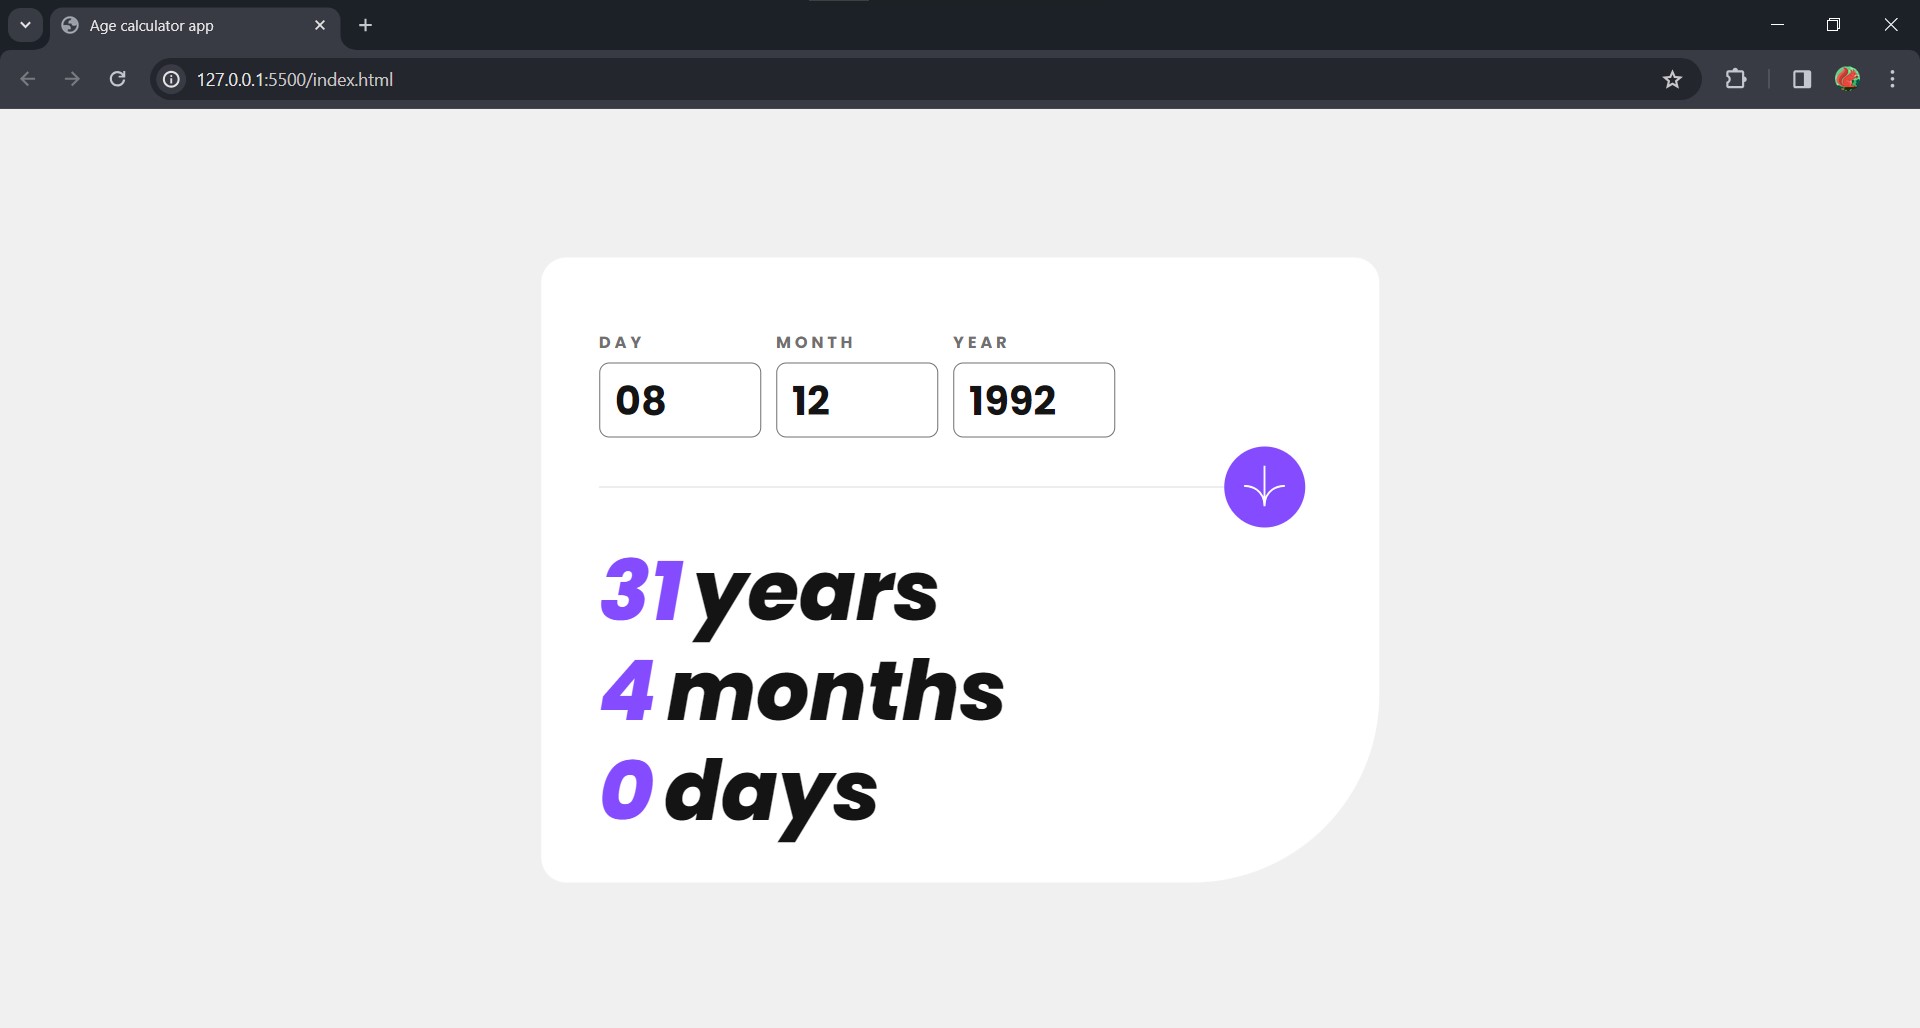 Age calculator app
127.0.0.1:5500/index.html
DAY MONTH YEAR
08 12 1992
31 years
4 months
0 days